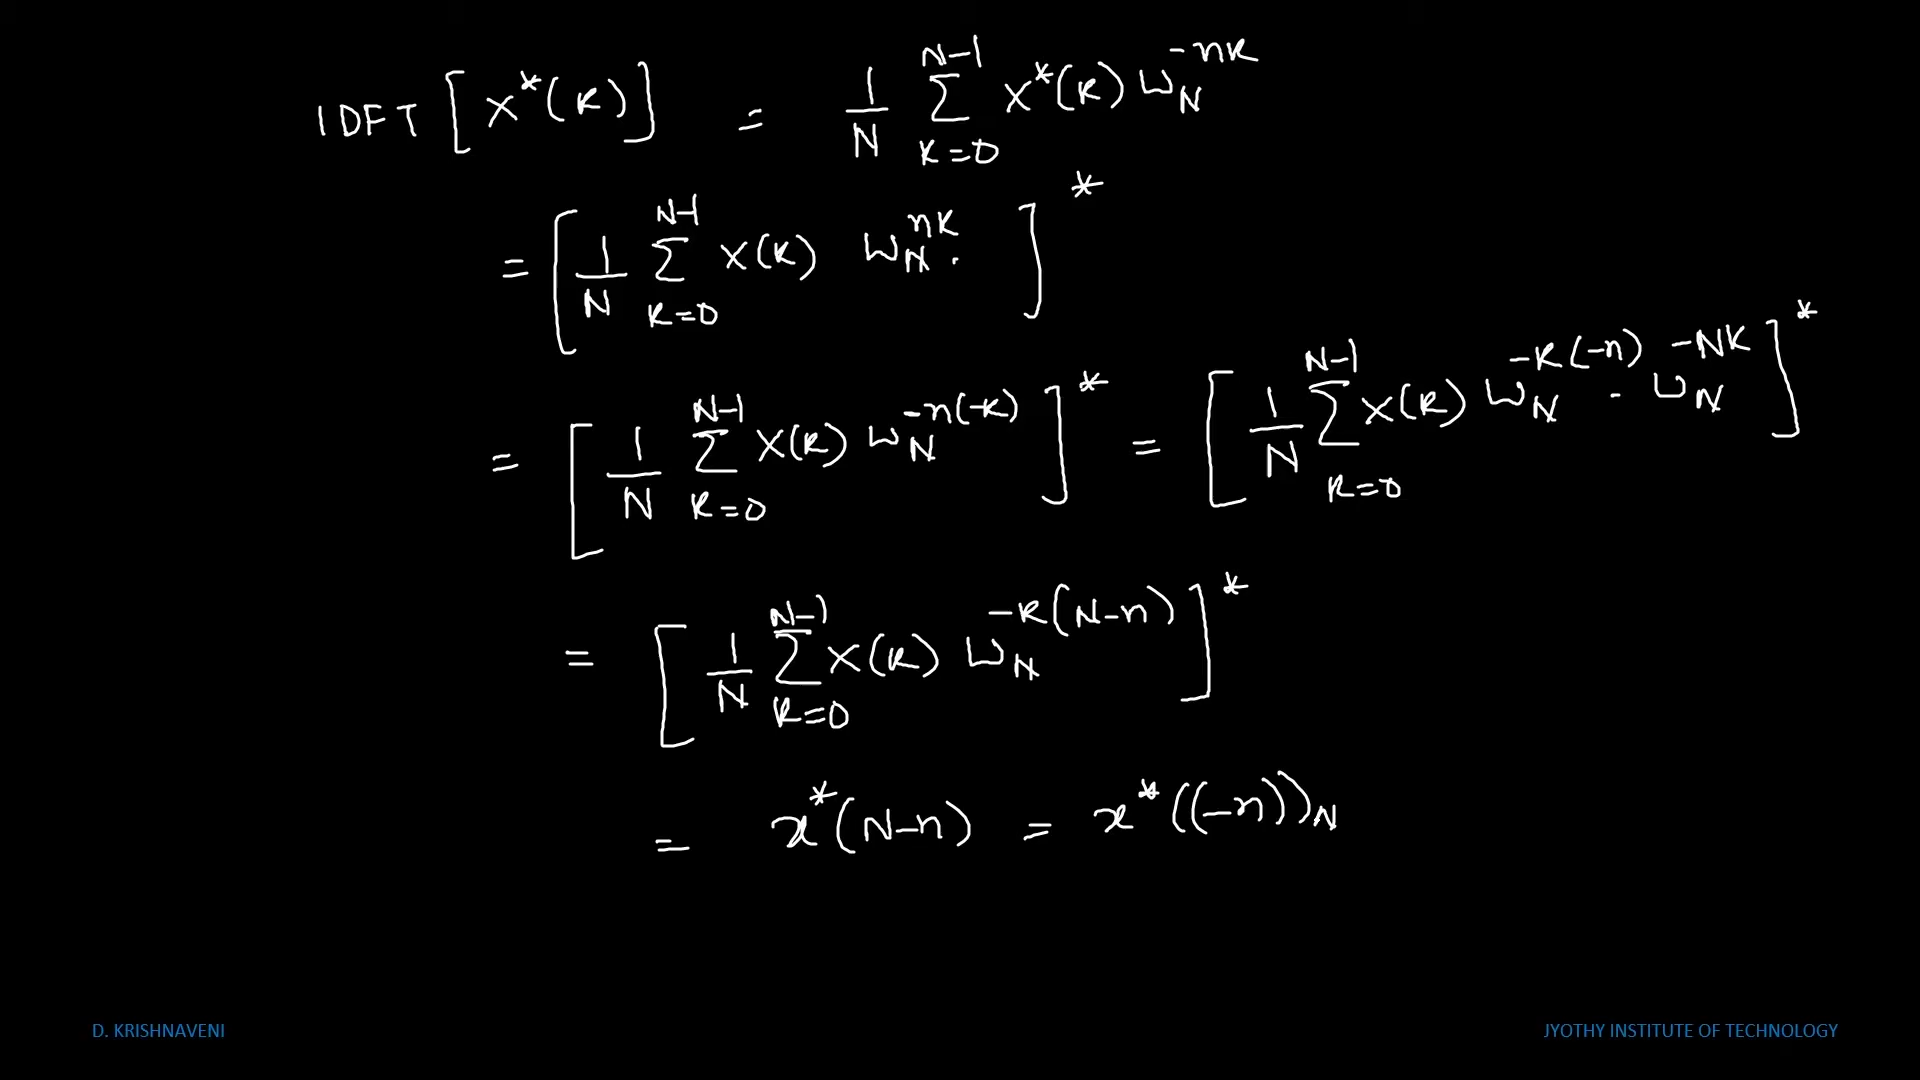 IDFT [X*(k)] = 1/N ∑_{k=0}^{N-1} X*(k) W_N^{-nk}
= [1/N ∑_{k=0}^{N-1} X(k) W_N^{nk} .]*
= [1/N ∑_{k=0}^{N-1} X(k) W_N^{-n(-k)}]* = [1/N ∑_{k=0}^{N-1} X(k) W_N^{-k(-n)} . W_N^{-Nk}]*
= [1/N ∑_{k=0}^{N-1} X(k) W_N^{-k(N-n)}]*
= x*(N-n) = x*((-n))_N
D. KRISHNAVENI
JYOTHY INSTITUTE OF TECHNOLOGY